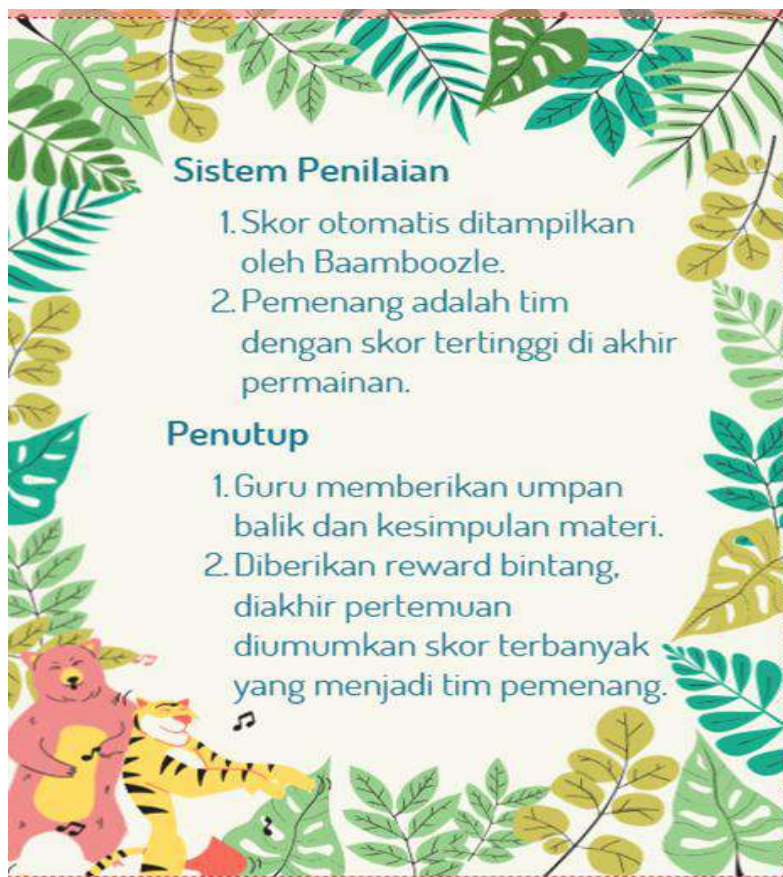 Sistem Penilaian
1. Skor otomatis ditampilkan
oleh Baamboozle.
2. Pemenang adalah tim
dengan skor tertinggi di akhir
permainan.
Penutup
1. Guru memberikan umpan
balik dan kesimpulan materi.
2. Diberikan reward bintang,
diakhir pertemuan
diumumkan skor terbanyak
yang menjadi tim pemenang.